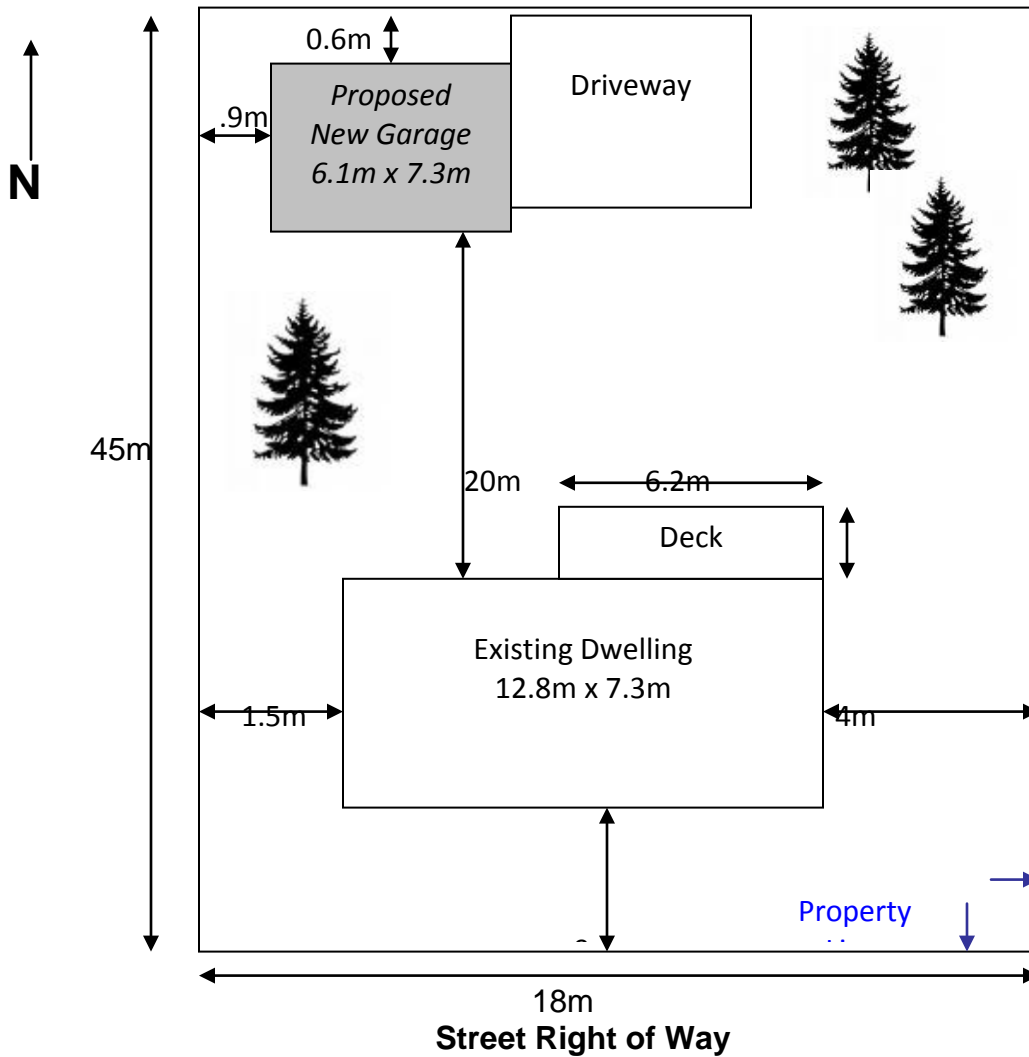 0.6m
Driveway
Proposed
New Garage
6.1m x 7.3m
.9m
N
45m
20m
6.2m
Deck
Existing Dwelling
12.8m x 7.3m
1.5m
4m
Property
18m
Street Right of Way